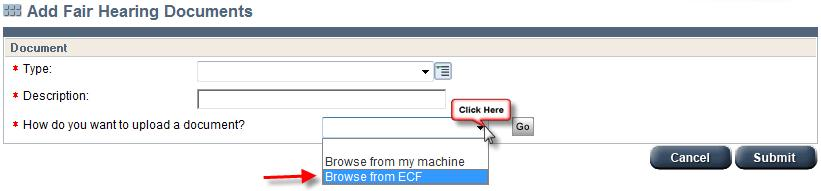 Add Fair Hearing Documents
Document
* Type:
* Description:
Click Here
* How do you want to upload a document?
Go
Browse from my machine
Browse from ECF
Cancel
Submit